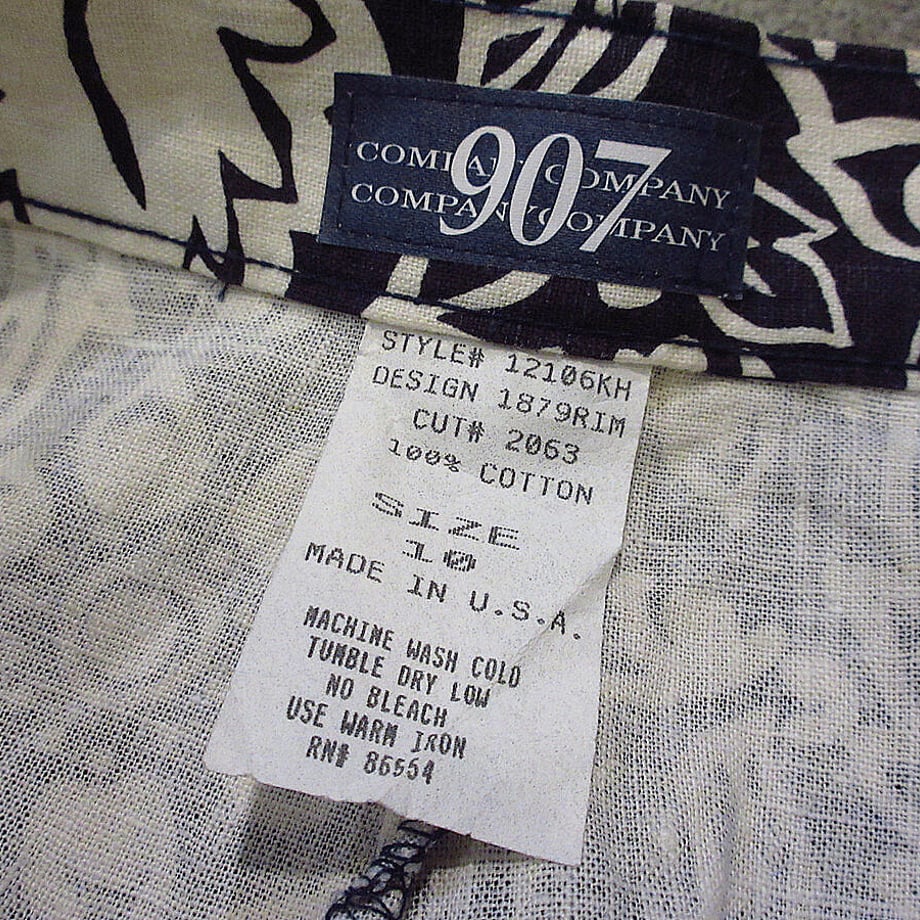 COMPANY COMPANY
907
COMPANY COMPANY
STYLE# 12106KH
DESIGN 1879RIM
CUT# 2063
100% COTTON
SIZE
10
MADE IN U.S.A.
MACHINE WASH COLD
TUMBLE DRY LOW
NO BLEACH
USE WARM IRON
RN# 86554